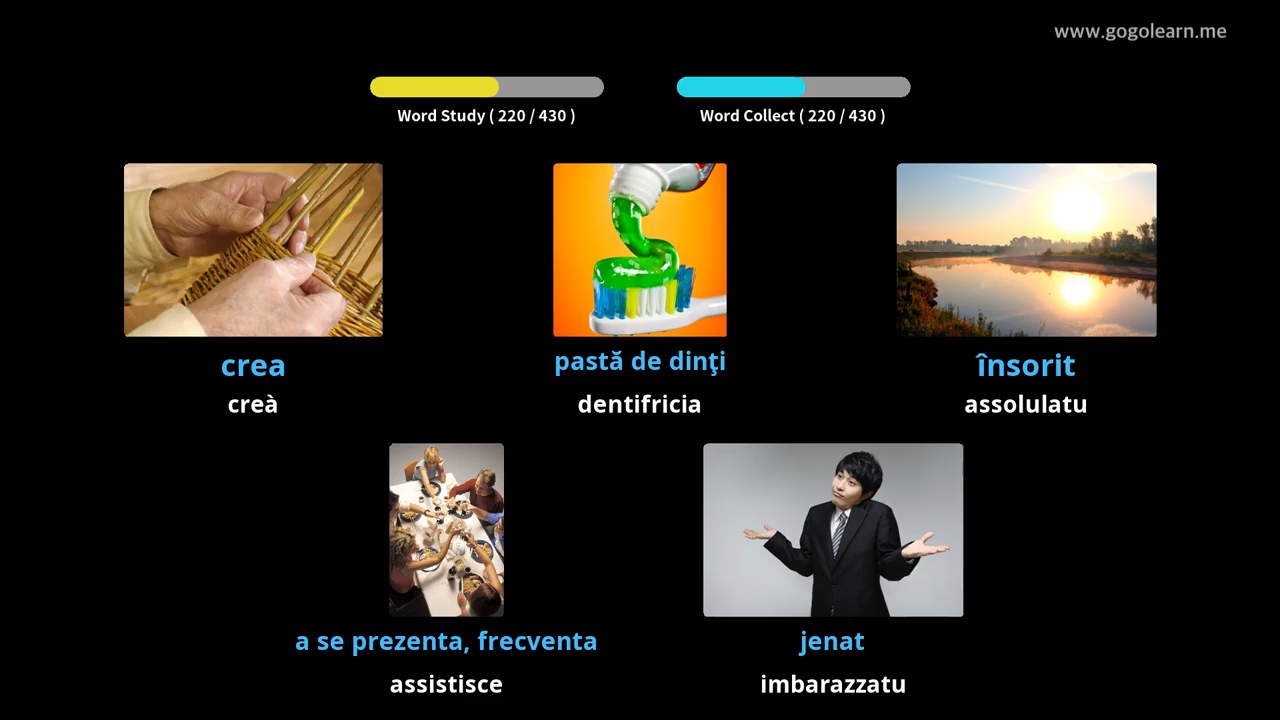 www.gogolearn.me
Word Study ( 220 / 430 )
Word Collect ( 220 / 430 )
crea
creà
pastă de dinţi
dentifricia
însorit
assolulatu
a se prezenta, frecventa
assistisce
jenat
imbarazzatu